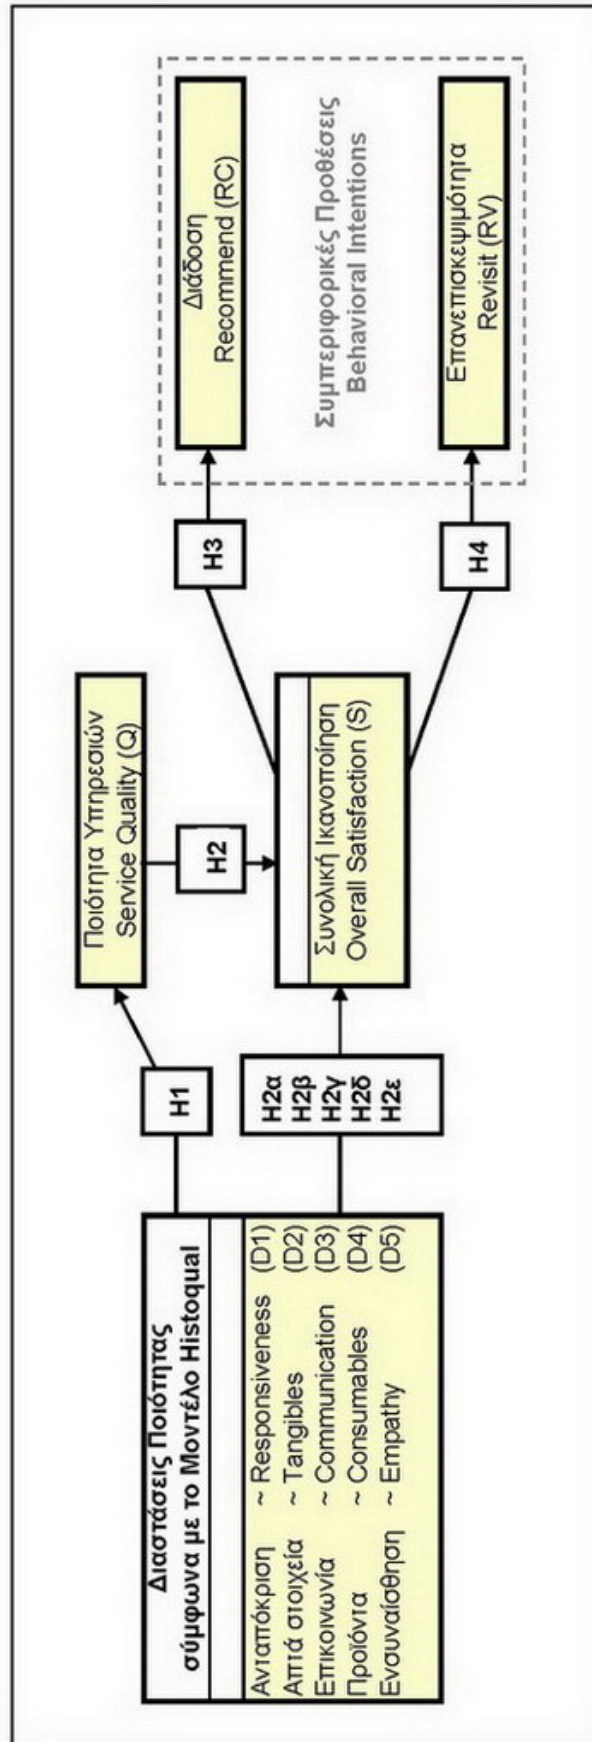 Διαστάσεις Ποιότητας
σύμφωνα με το Μοντέλο Histoqual
Ανταπόκριση ~ Responsiveness (D1)
Απτά στοιχεία ~ Tangibles (D2)
Επικοινωνία ~ Communication (D3)
Προϊόντα ~ Consumables (D4)
Ενσυναίσθηση ~ Empathy (D5)
H1
H2α
H2β
H2γ
H2δ
H2ε
Ποιότητα Υπηρεσιών
Service Quality (Q)
H2
Συνολική Ικανοποίηση
Overall Satisfaction (S)
H3
H4
Διάδοση
Recommend (RC)
Συμπεριφορικές Προθέσεις
Behavioral Intentions
Επανεπισκεψιμότητα
Revisit (RV)